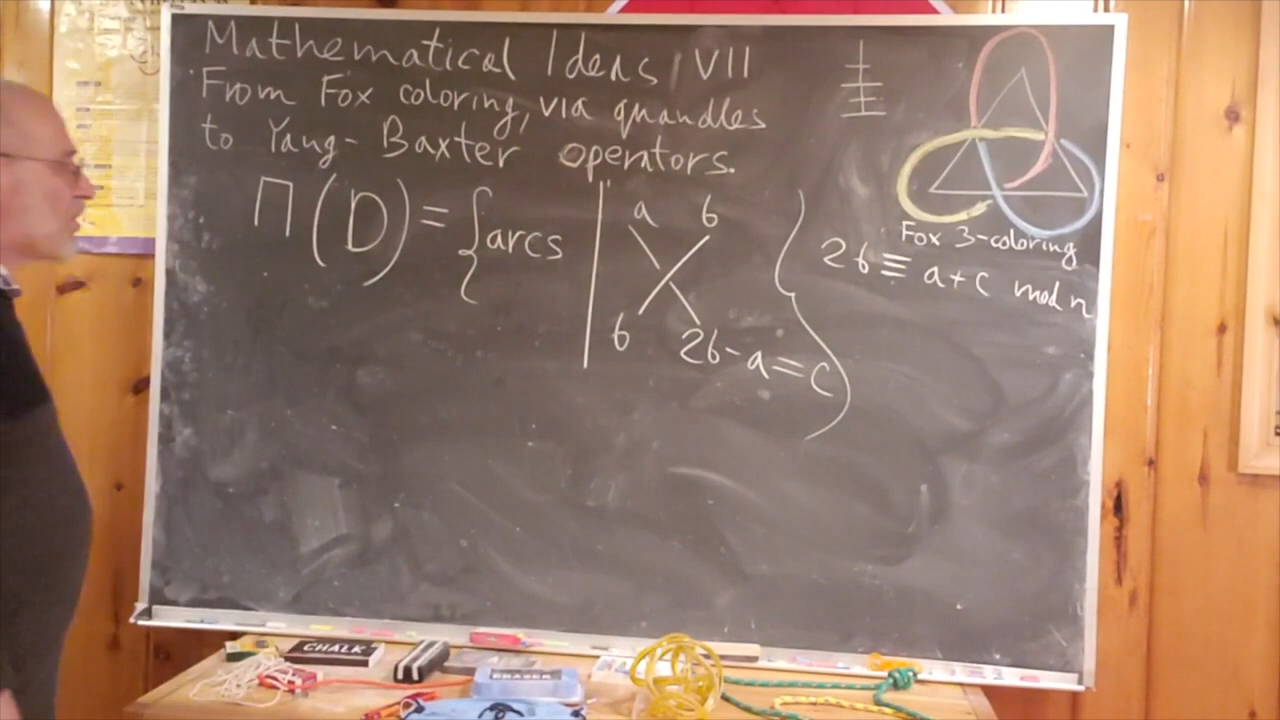 Mathematical Ideas VII
From Fox coloring, via quandles
to Yang-Baxter operators.
Π(D) = { arcs | a b
b 2b-a=c }
Fox 3-coloring
2b ≡ a+c mod n
CHALK
ERASER